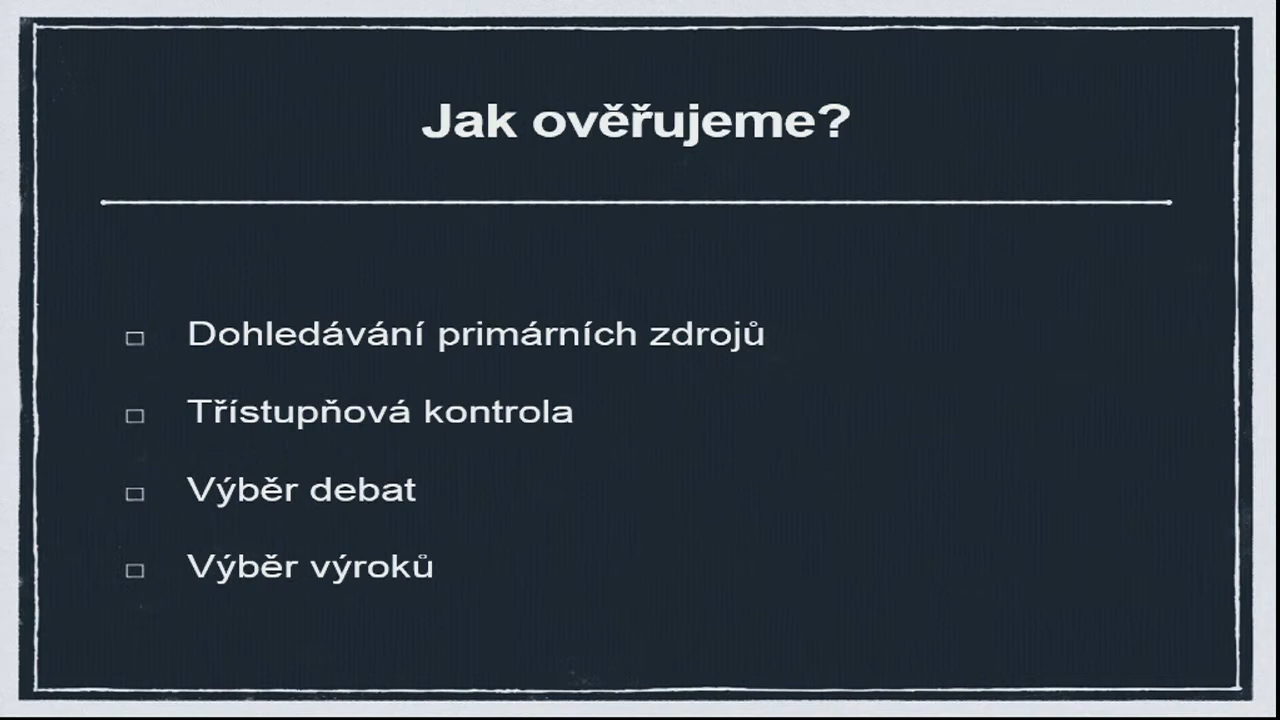 Jak ověřujeme?
Dohledávání primárních zdrojů
Třístupňová kontrola
Výběr debat
Výběr výroků